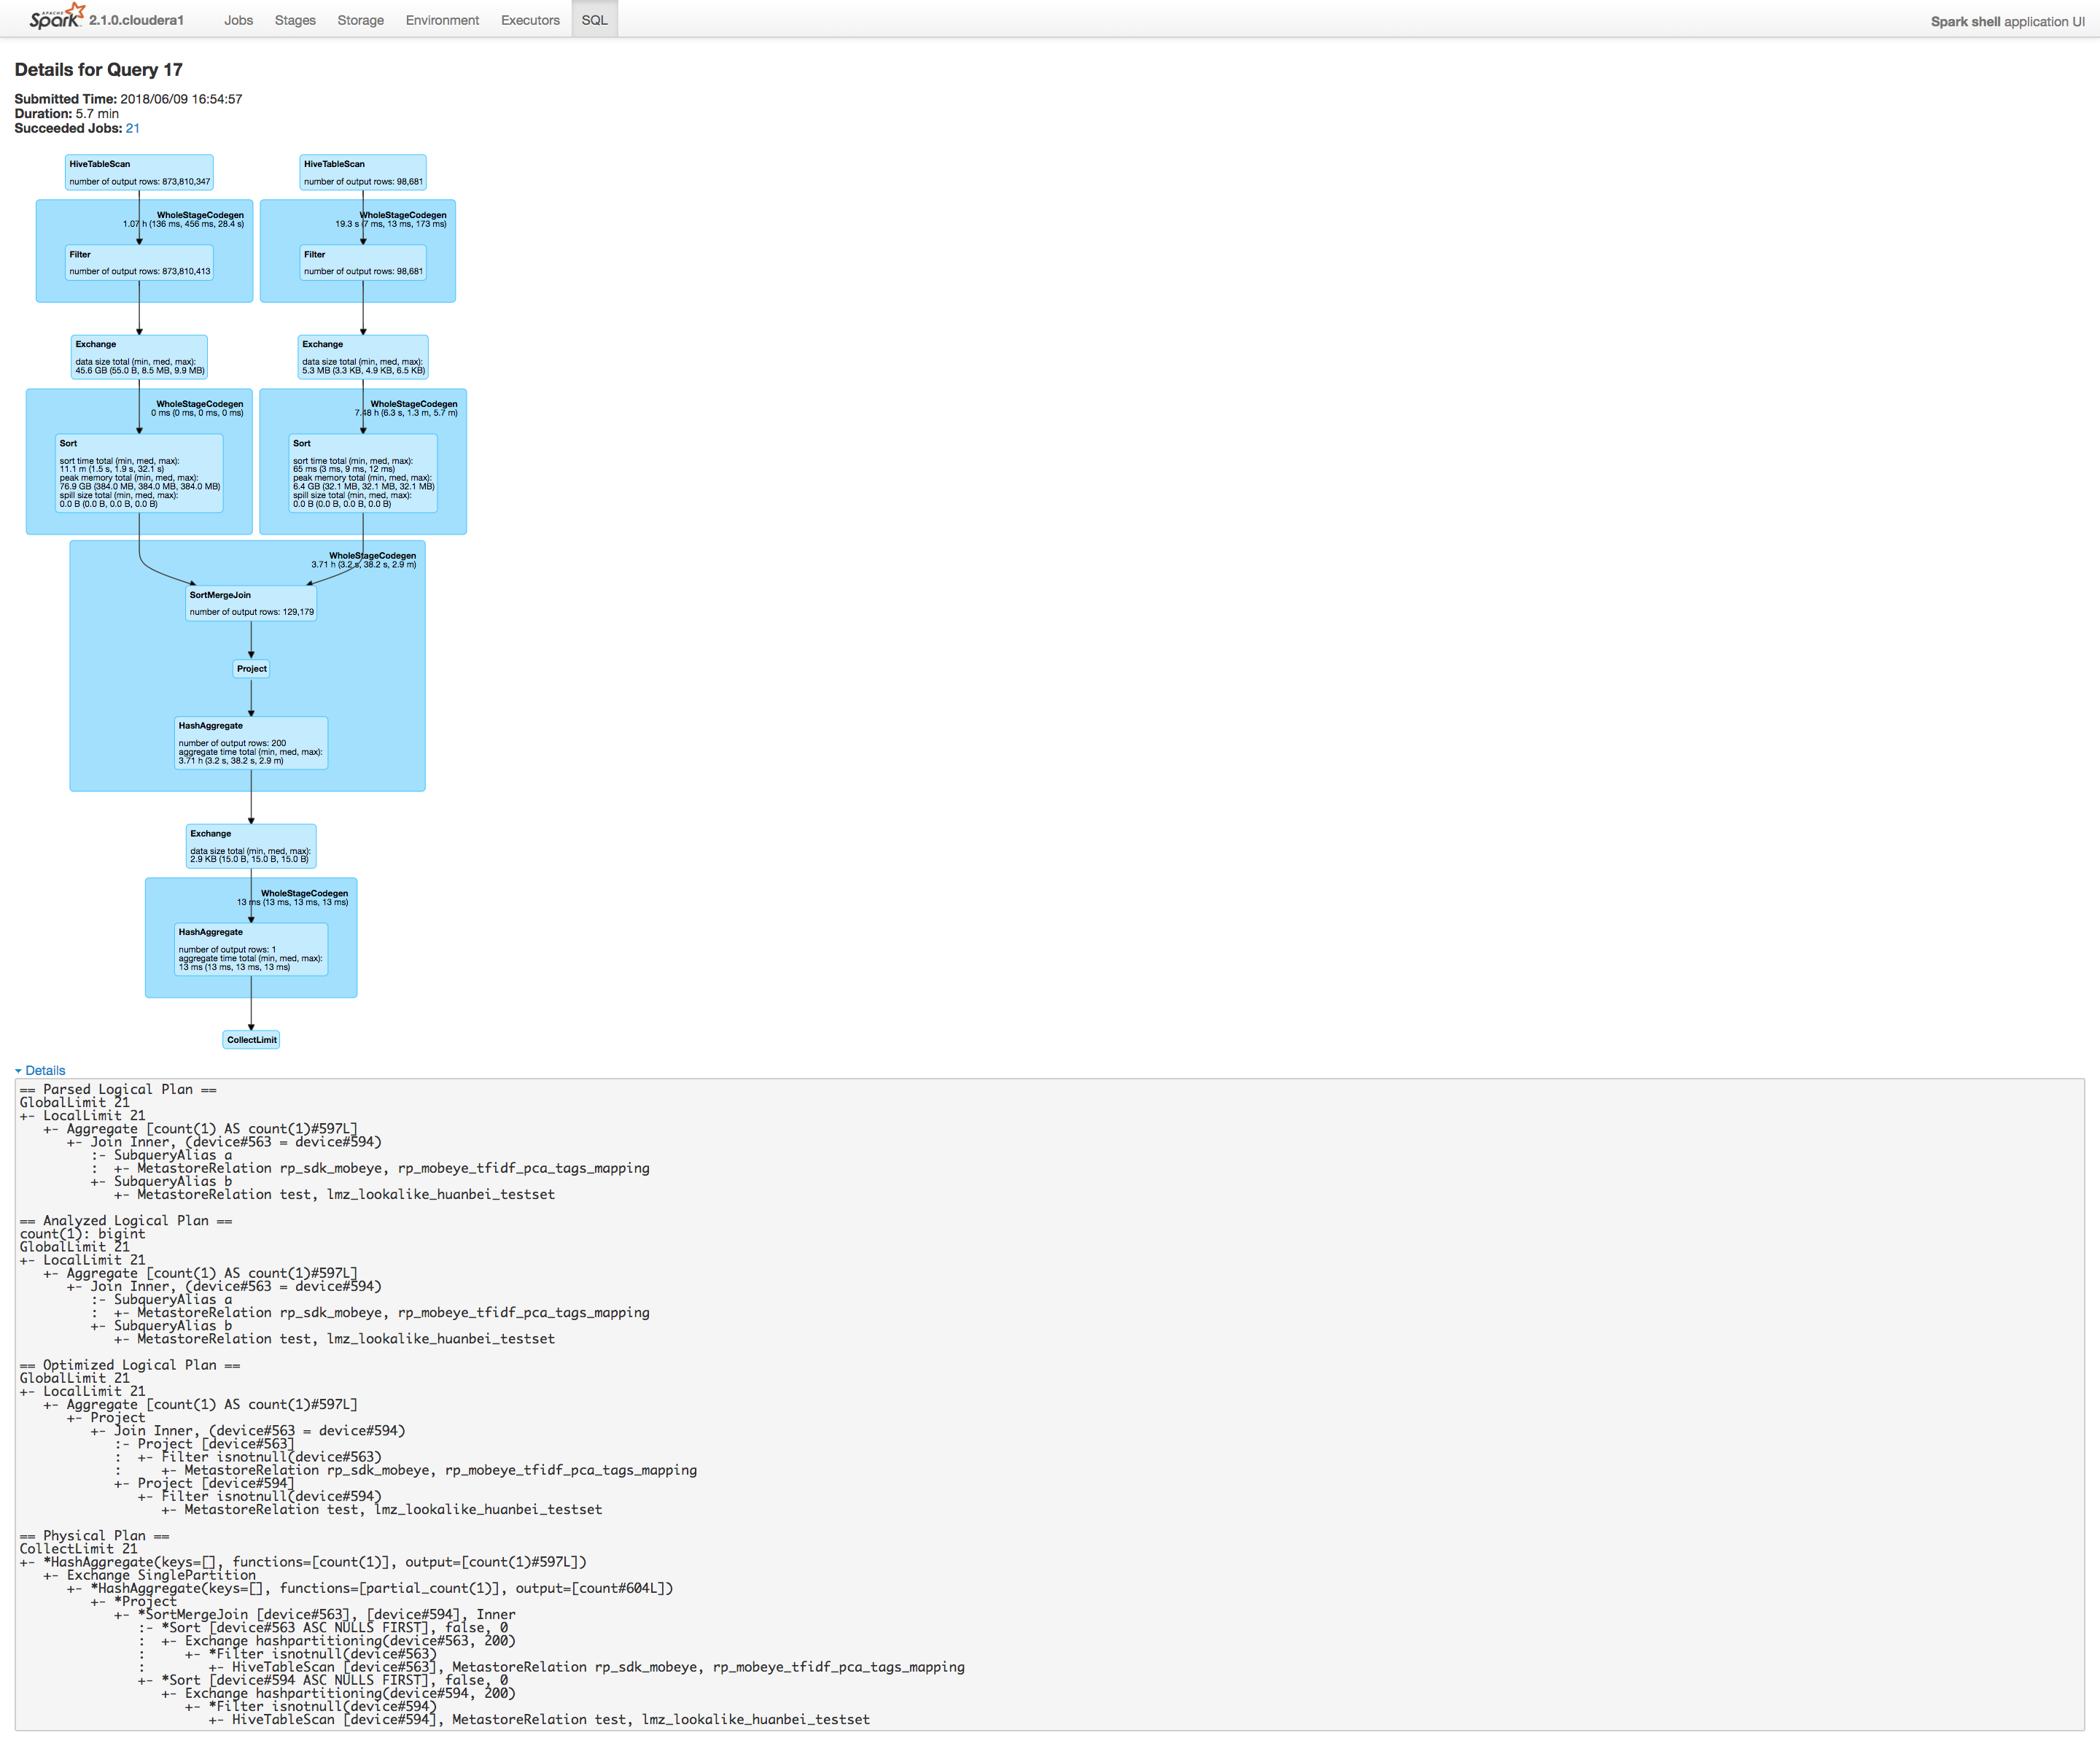 APACHE
Spark 2.1.0.cloudera1 Jobs Stages Storage Environment Executors SQL Spark shell application UI
Details for Query 17
Submitted Time: 2018/06/09 16:54:57
Duration: 5.7 min
Succeeded Jobs: 21
HiveTableScan
number of output rows: 873,810,347
HiveTableScan
number of output rows: 98,681
WholeStageCodegen
1.07 h (136 ms, 456 ms, 28.4 s)
Filter
number of output rows: 873,810,413
WholeStageCodegen
19.3 s (7 ms, 13 ms, 173 ms)
Filter
number of output rows: 98,681
Exchange
data size total (min, med, max):
45.6 GB (55.0 B, 8.5 MB, 9.9 MB)
Exchange
data size total (min, med, max):
5.3 MB (3.3 KB, 4.9 KB, 6.5 KB)
WholeStageCodegen
0 ms (0 ms, 0 ms, 0 ms)
Sort
sort time total (min, med, max):
11.1 m (1.5 s, 1.9 s, 32.1 s)
peak memory total (min, med, max):
76.9 GB (384.0 MB, 384.0 MB, 384.0 MB)
spill size total (min, med, max):
0.0 B (0.0 B, 0.0 B, 0.0 B)
WholeStageCodegen
7.48 h (6.3 s, 1.3 m, 5.7 m)
Sort
sort time total (min, med, max):
65 ms (3 ms, 9 ms, 12 ms)
peak memory total (min, med, max):
6.4 GB (32.1 MB, 32.1 MB, 32.1 MB)
spill size total (min, med, max):
0.0 B (0.0 B, 0.0 B, 0.0 B)
WholeStageCodegen
3.71 h (3.2 s, 38.2 s, 2.9 m)
SortMergeJoin
number of output rows: 129,179
Project
HashAggregate
number of output rows: 200
aggregate time total (min, med, max):
3.71 h (3.2 s, 38.2 s, 2.9 m)
Exchange
data size total (min, med, max):
2.9 KB (15.0 B, 15.0 B, 15.0 B)
WholeStageCodegen
13 ms (13 ms, 13 ms, 13 ms)
HashAggregate
number of output rows: 1
aggregate time total (min, med, max):
13 ms (13 ms, 13 ms, 13 ms)
CollectLimit
Details
== Parsed Logical Plan ==
GlobalLimit 21
+- LocalLimit 21
   +- Aggregate [count(1) AS count(1)#597L]
      +- Join Inner, (device#563 = device#594)
         :- SubqueryAlias a
         :  +- MetastoreRelation rp_sdk_mobeye, rp_mobeye_tfidf_pca_tags_mapping
         +- SubqueryAlias b
            +- MetastoreRelation test, lmz_lookalike_huanbei_testset
== Analyzed Logical Plan ==
count(1): bigint
GlobalLimit 21
+- LocalLimit 21
   +- Aggregate [count(1) AS count(1)#597L]
      +- Join Inner, (device#563 = device#594)
         :- SubqueryAlias a
         :  +- MetastoreRelation rp_sdk_mobeye, rp_mobeye_tfidf_pca_tags_mapping
         +- SubqueryAlias b
            +- MetastoreRelation test, lmz_lookalike_huanbei_testset
== Optimized Logical Plan ==
GlobalLimit 21
+- LocalLimit 21
   +- Aggregate [count(1) AS count(1)#597L]
      +- Project
         +- Join Inner, (device#563 = device#594)
            :- Project [device#563]
            :  +- Filter isnotnull(device#563)
            :     +- MetastoreRelation rp_sdk_mobeye, rp_mobeye_tfidf_pca_tags_mapping
            +- Project [device#594]
               +- Filter isnotnull(device#594)
                  +- MetastoreRelation test, lmz_lookalike_huanbei_testset
== Physical Plan ==
CollectLimit 21
+- *HashAggregate(keys=[], functions=[count(1)], output=[count(1)#597L])
   +- Exchange SinglePartition
      +- *HashAggregate(keys=[], functions=[partial_count(1)], output=[count#604L])
         +- *Project
            +- *SortMergeJoin [device#563], [device#594], Inner
               :- *Sort [device#563 ASC NULLS FIRST], false, 0
               :  +- Exchange hashpartitioning(device#563, 200)
               :     +- *Filter isnotnull(device#563)
               :        +- HiveTableScan [device#563], MetastoreRelation rp_sdk_mobeye, rp_mobeye_tfidf_pca_tags_mapping
               +- *Sort [device#594 ASC NULLS FIRST], false, 0
                  +- Exchange hashpartitioning(device#594, 200)
                     +- *Filter isnotnull(device#594)
                        +- HiveTableScan [device#594], MetastoreRelation test, lmz_lookalike_huanbei_testset